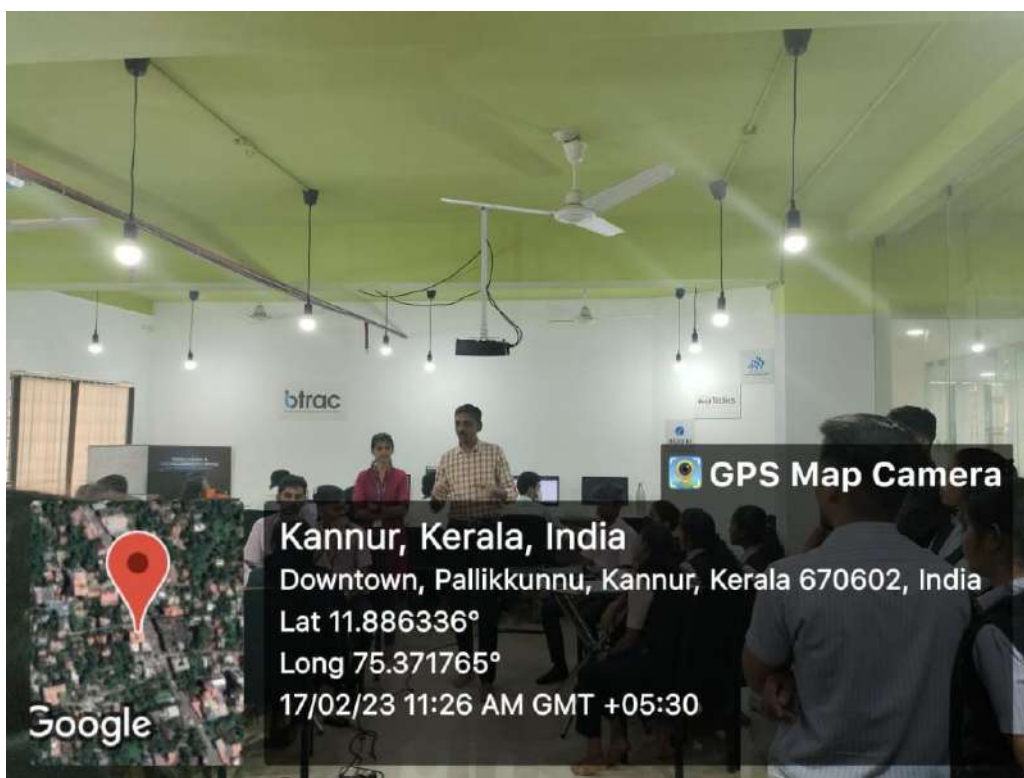 btrac
GPS Map Camera
Kannur, Kerala, India
Downtown, Pallikkunnu, Kannur, Kerala 670602, India
Lat 11.886336°
Long 75.371765°
17/02/23 11:26 AM GMT +05:30
Google